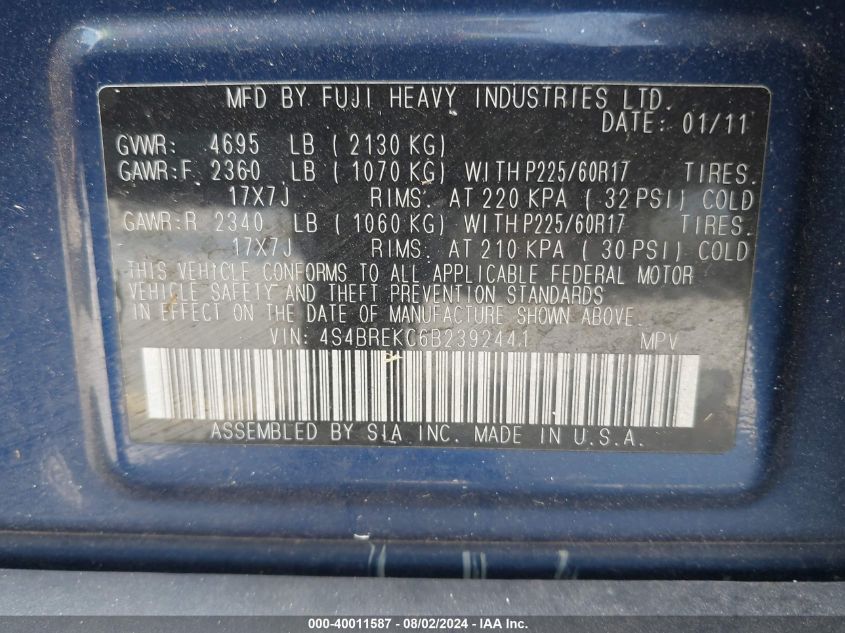 MFD BY FUJI HEAVY INDUSTRIES LTD.
DATE: 01/11
GVWR: 4695 LB ( 2130 KG)
GAWR:F 2360 LB ( 1070 KG) WITH P225/60R17 TIRES.
17X7J RIMS. AT 220 KPA ( 32 PSI) COLD
GAWR:R 2340 LB ( 1060 KG) WITH P225/60R17 TIRES.
17X7J RIMS. AT 210 KPA ( 30 PSI) COLD
THIS VEHICLE CONFORMS TO ALL APPLICABLE FEDERAL MOTOR
VEHICLE SAFETY AND THEFT PREVENTION STANDARDS
IN EFFECT ON THE DATE OF MANUFACTURE SHOWN ABOVE.
VIN: 4S4BREKC6B2392441 MPV
ASSEMBLED BY SIA INC. MADE IN U.S.A.
000-40011587 - 08/02/2024 - IAA Inc.